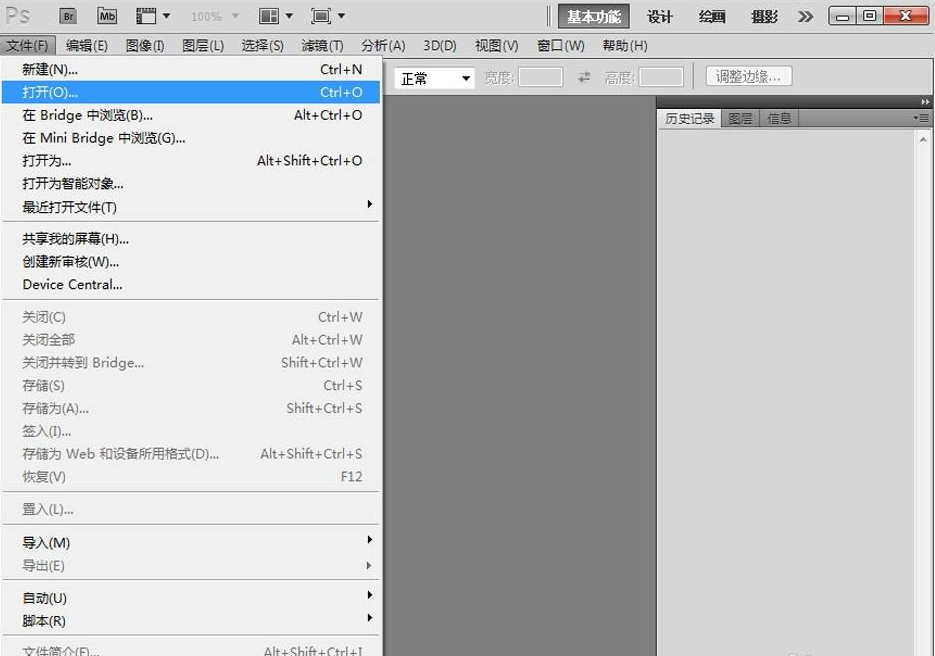 Ps Br Mb 100% 基本功能 设计 绘画 摄影
文件(F) 编辑(E) 图像(I) 图层(L) 选择(S) 滤镜(T) 分析(A) 3D(D) 视图(V) 窗口(W) 帮助(H)
正常 宽度: 高度: 调整边缘...
新建(N)... Ctrl+N
打开(O)... Ctrl+O
在 Bridge 中浏览(B)... Alt+Ctrl+O
在 Mini Bridge 中浏览(G)...
打开为... Alt+Shift+Ctrl+O
打开为智能对象...
最近打开文件(T)
共享我的屏幕(H)...
创建新审核(W)...
Device Central...
关闭(C) Ctrl+W
关闭全部 Alt+Ctrl+W
关闭并转到 Bridge... Shift+Ctrl+W
存储(S) Ctrl+S
存储为(A)... Shift+Ctrl+S
签入(I)...
存储为 Web 和设备所用格式(D)... Alt+Shift+Ctrl+S
恢复(V) F12
置入(L)...
导入(M)
导出(E)
自动(U)
脚本(R)
文件简介(F)... Alt+Shift+Ctrl+I
历史记录 图层 信息